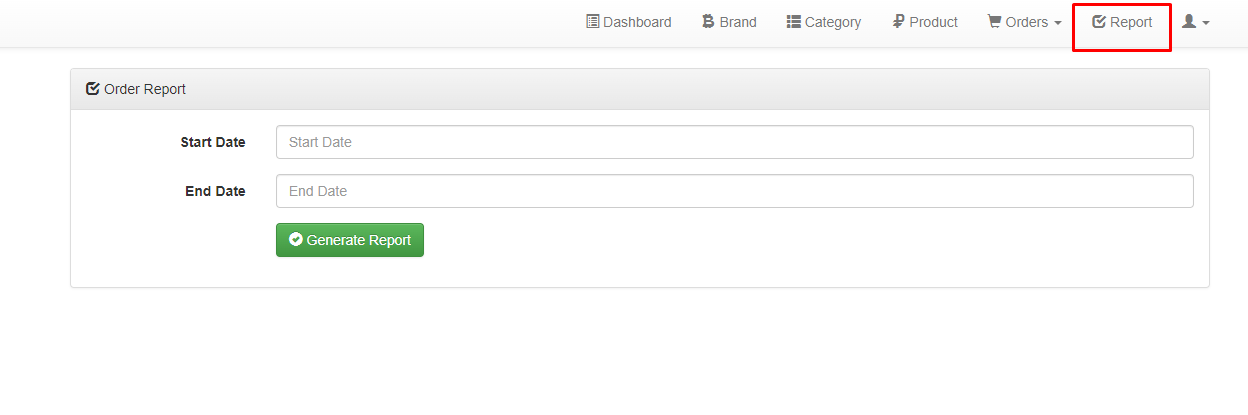 Dashboard Brand Category Product Orders Report
Order Report
Start Date Start Date
End Date End Date
Generate Report